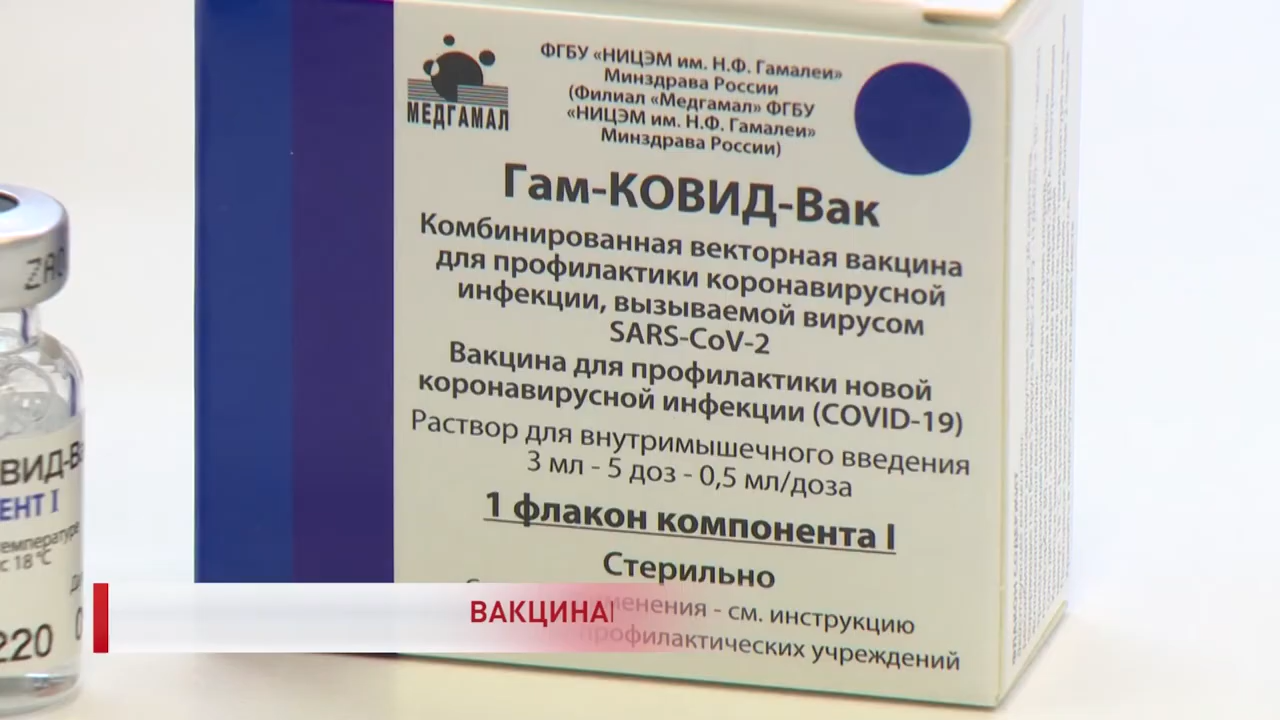 МЕДГАМАЛ
ФГБУ «НИЦЭМ им. Н.Ф. Гамалеи»
Минздрава России
(Филиал «Медгамал» ФГБУ
«НИЦЭМ им. Н.Ф. Гамалеи»
Минздрава России)
Гам-КОВИД-Вак
Комбинированная векторная вакцина
для профилактики коронавирусной
инфекции, вызываемой вирусом
SARS-CoV-2
Вакцина для профилактики новой
коронавирусной инфекции (COVID-19)
Раствор для внутримышечного введения
3 мл - 5 доз - 0,5 мл/доза
1 флакон компонента I
Стерильно
- см. инструкцию
учреждений
ВАКЦИНА
ОВИД-В
ЕНТ I
температуре
с 18 °C
220